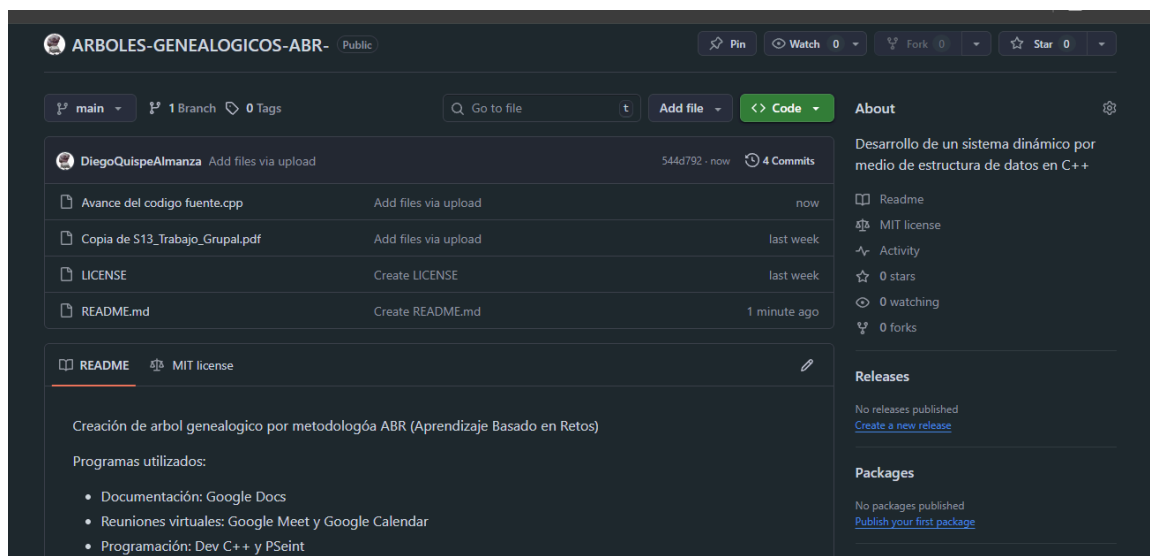 ARBOLES-GENEALOGICOS-ABR- Public Pin Watch 0 Fork 0 Star 0
main 1 Branch 0 Tags Go to file t Add file <> Code
DiegoQuispeAlmanza Add files via upload 544d792 · now 4 Commits
Avance del codigo fuente.cpp Add files via upload now
Copia de S13_Trabajo_Grupal.pdf Add files via upload last week
LICENSE Create LICENSE last week
README.md Create README.md 1 minute ago
README MIT license
Creación de arbol genealogico por metodologóa ABR (Aprendizaje Basado en Retos)
Programas utilizados:
• Documentación: Google Docs
• Reuniones virtuales: Google Meet y Google Calendar
• Programación: Dev C++ y PSeint
About
Desarrollo de un sistema dinámico por
medio de estructura de datos en C++
Readme
MIT license
Activity
0 stars
0 watching
0 forks
Releases
No releases published
Create a new release
Packages
No packages published
Publish your first package